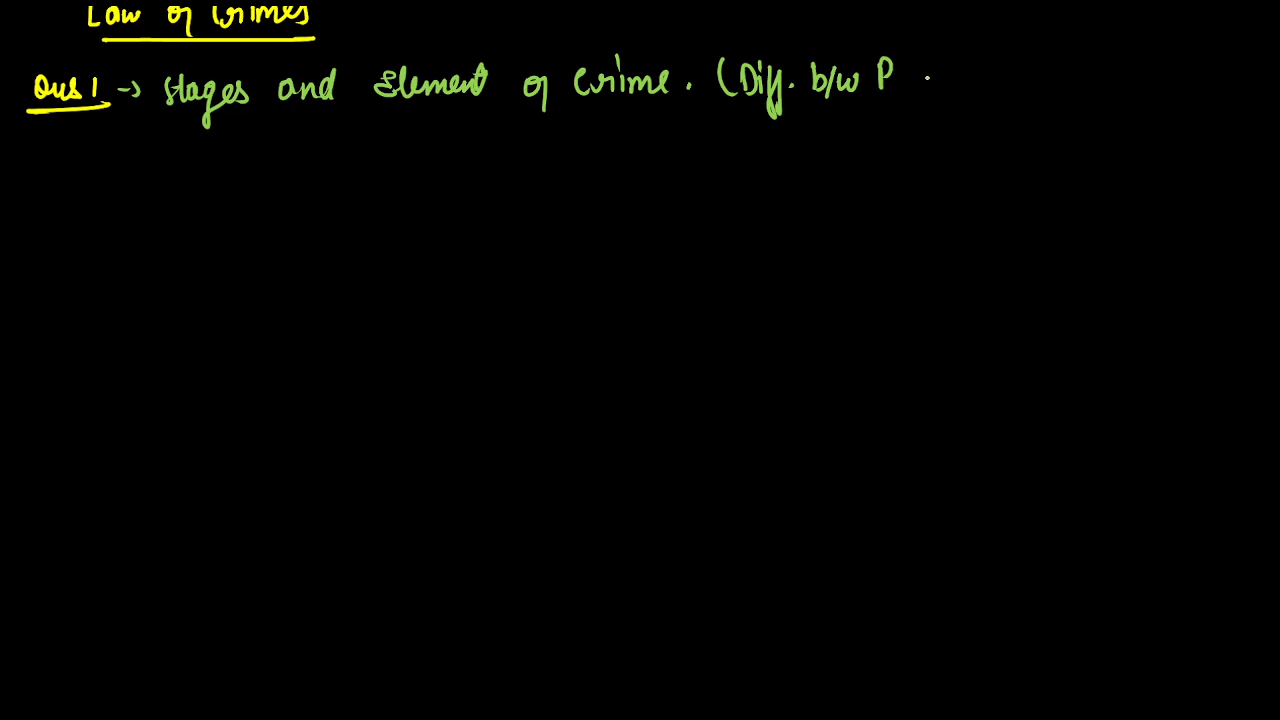 Law of Crimes
Ques 1 → Stages and Element of Crime. (Diff. b/w P